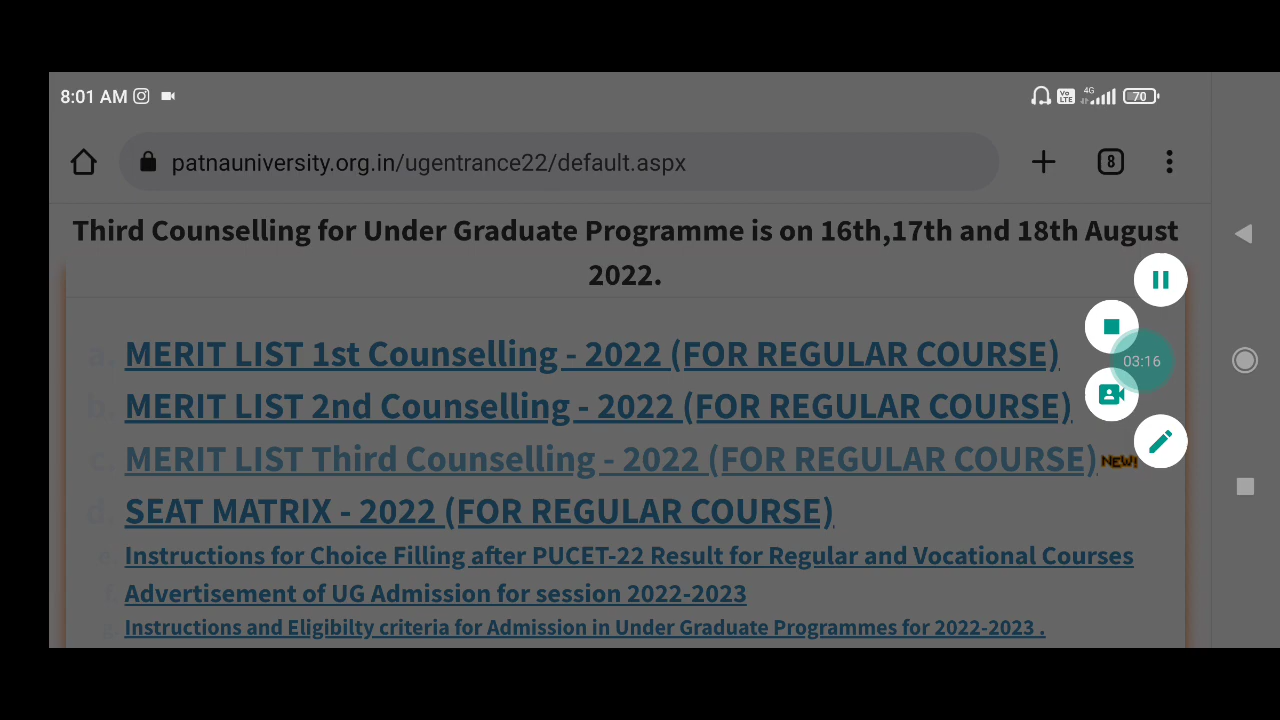 8:01 AM
Vo LTE 4G 70
patnauniversity.org.in/ugentrance22/default.aspx
8
Third Counselling for Under Graduate Programme is on 16th,17th and 18th August
2022.
a. MERIT LIST 1st Counselling - 2022 (FOR REGULAR COURSE)
03:16
b. MERIT LIST 2nd Counselling - 2022 (FOR REGULAR COURSE)
c. MERIT LIST Third Counselling - 2022 (FOR REGULAR COURSE) NEW!
d. SEAT MATRIX - 2022 (FOR REGULAR COURSE)
e. Instructions for Choice Filling after PUCET-22 Result for Regular and Vocational Courses
f. Advertisement of UG Admission for session 2022-2023
g. Instructions and Eligibilty criteria for Admission in Under Graduate Programmes for 2022-2023 .